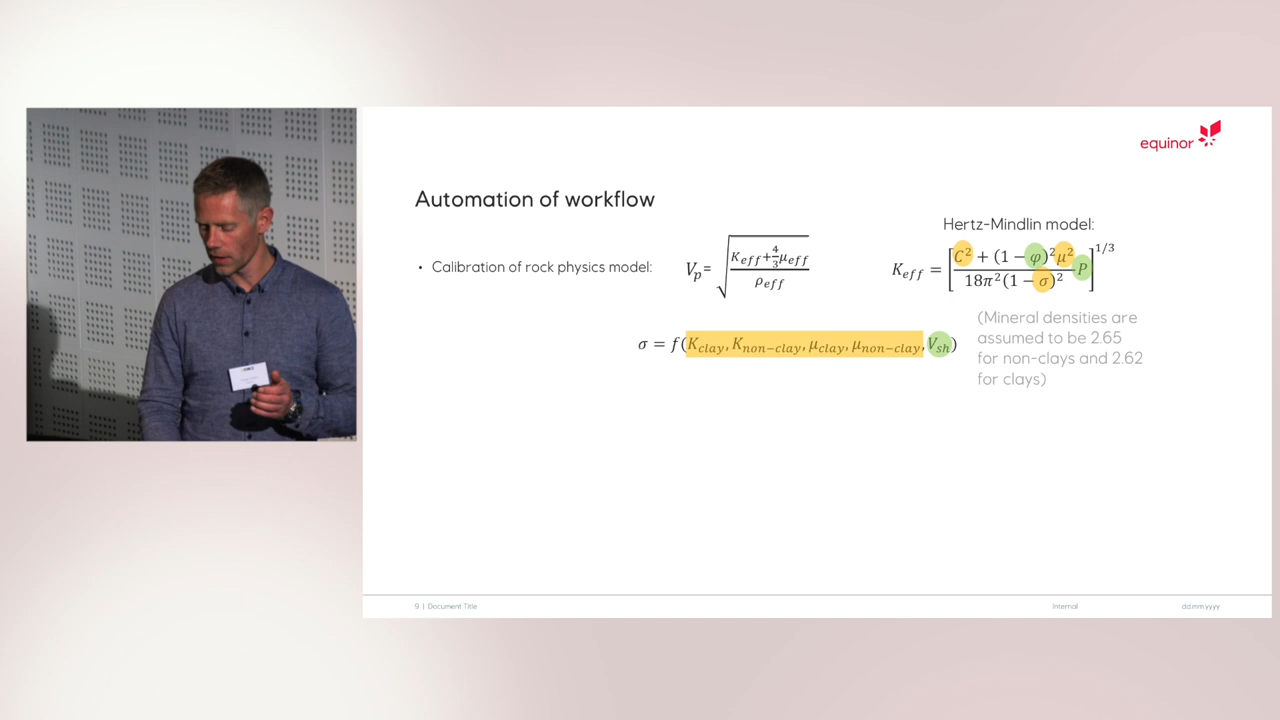 equinor
Automation of workflow
Hertz-Mindlin model:
• Calibration of rock physics model:
V_p = √((K_eff + 4/3 μ_eff) / ρ_eff)
K_eff = [(C² + (1 − φ)² μ²) / (18π²(1 − σ)²) P]^1/3
σ = f(K_clay, K_non−clay, μ_clay, μ_non−clay, V_sh)
(Mineral densities are
assumed to be 2.65
for non-clays and 2.62
for clays)
9 | Document Title
Internal
dd.mm.yyyy